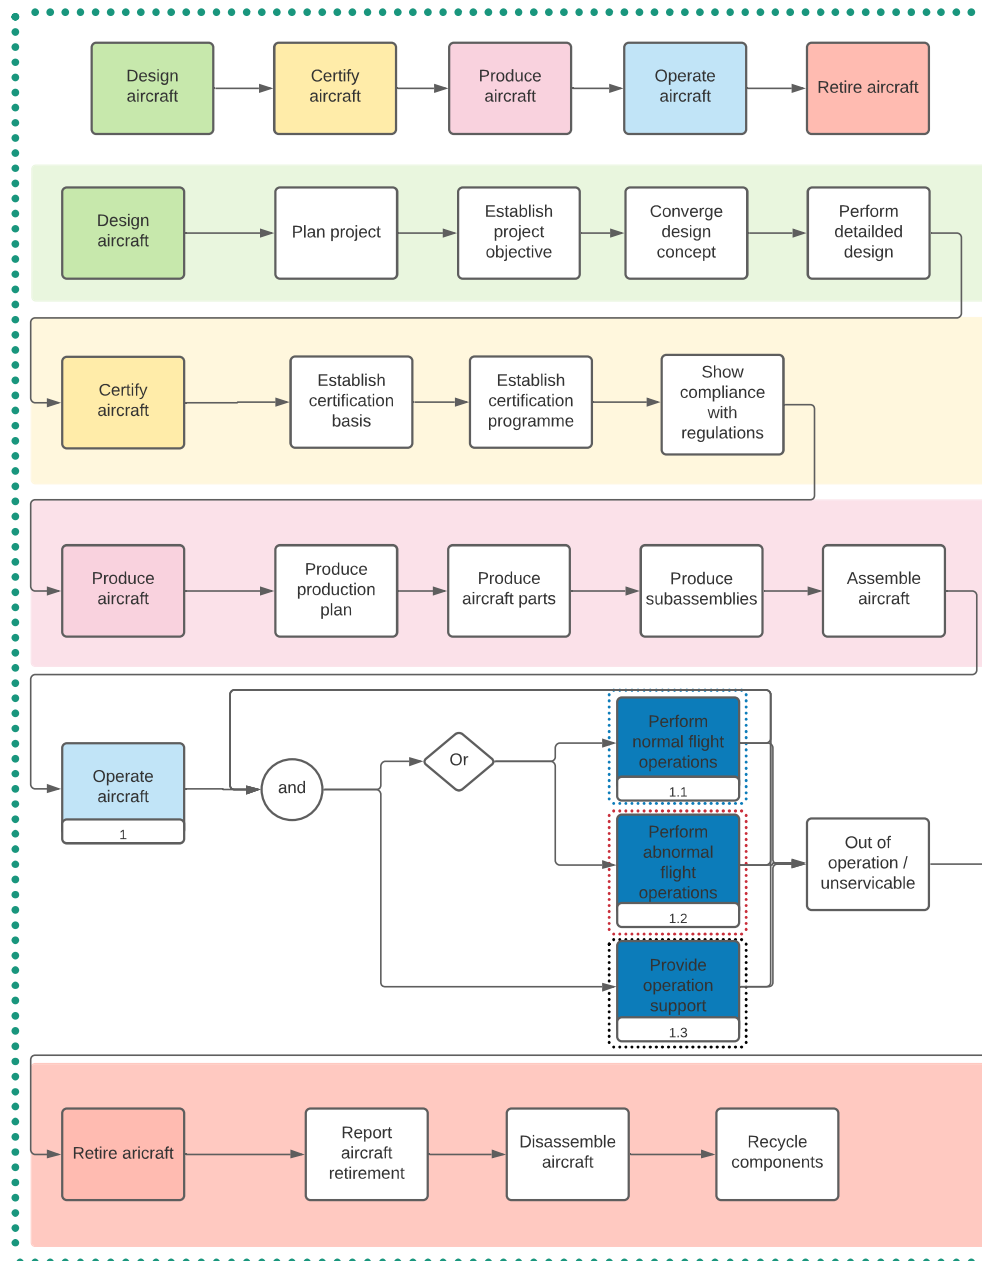 Design
aircraft
Certify
aircraft
Produce
aircraft
Operate
aircraft
Retire aircraft
Design
aircraft
Plan project
Establish
project
objective
Converge
design
concept
Perform
detailded
design
Certify
aircraft
Establish
certification
basis
Establish
certification
programme
Show
compliance
with
regulations
Produce
aircraft
Produce
production
plan
Produce
aircraft parts
Produce
subassemblies
Assemble
aircraft
Operate
aircraft
1
and
Or
Perform
normal flight
operations
1.1
Perform
abnormal
flight
operations
1.2
Provide
operation
support
1.3
Out of
operation /
unservicable
Retire aricraft
Report
aircraft
retirement
Disassemble
aircraft
Recycle
components